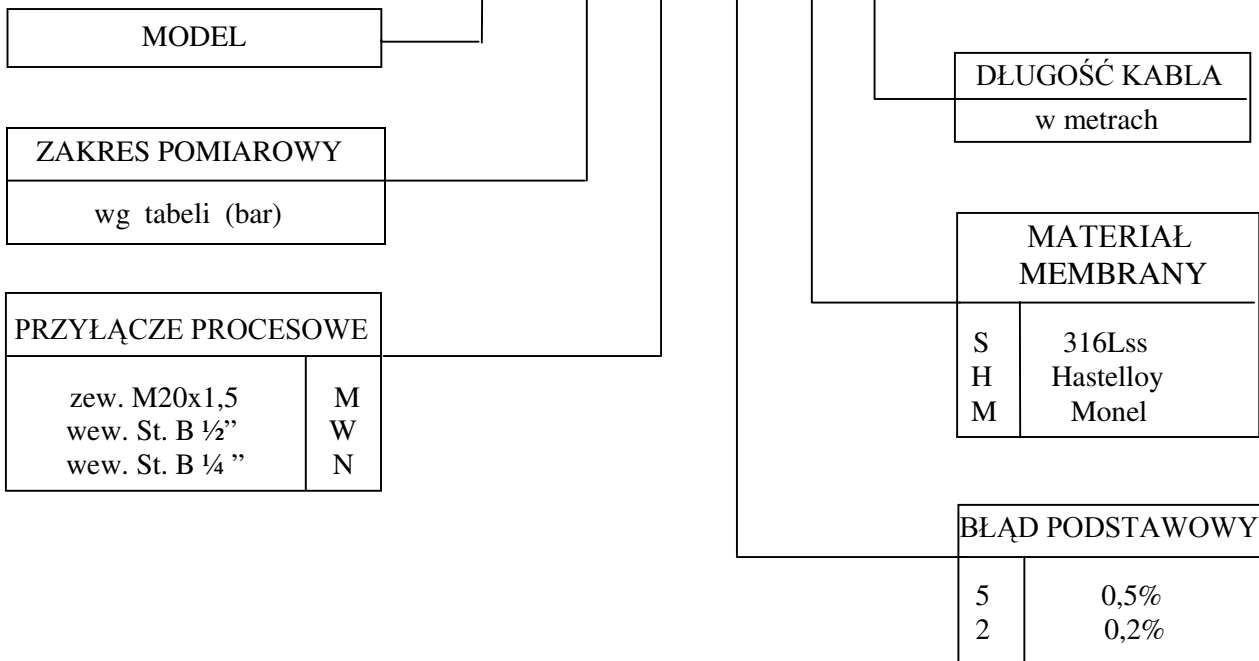 MODEL
ZAKRES POMIAROWY
wg tabeli (bar)
PRZYŁĄCZE PROCESOWE
zew. M20x1,5 M
wew. St. B ½” W
wew. St. B ¼ ” N
DŁUGOŚĆ KABLA
w metrach
MATERIAŁ
MEMBRANY
S 316Lss
H Hastelloy
M Monel
BŁĄD PODSTAWOWY
5 0,5%
2 0,2%